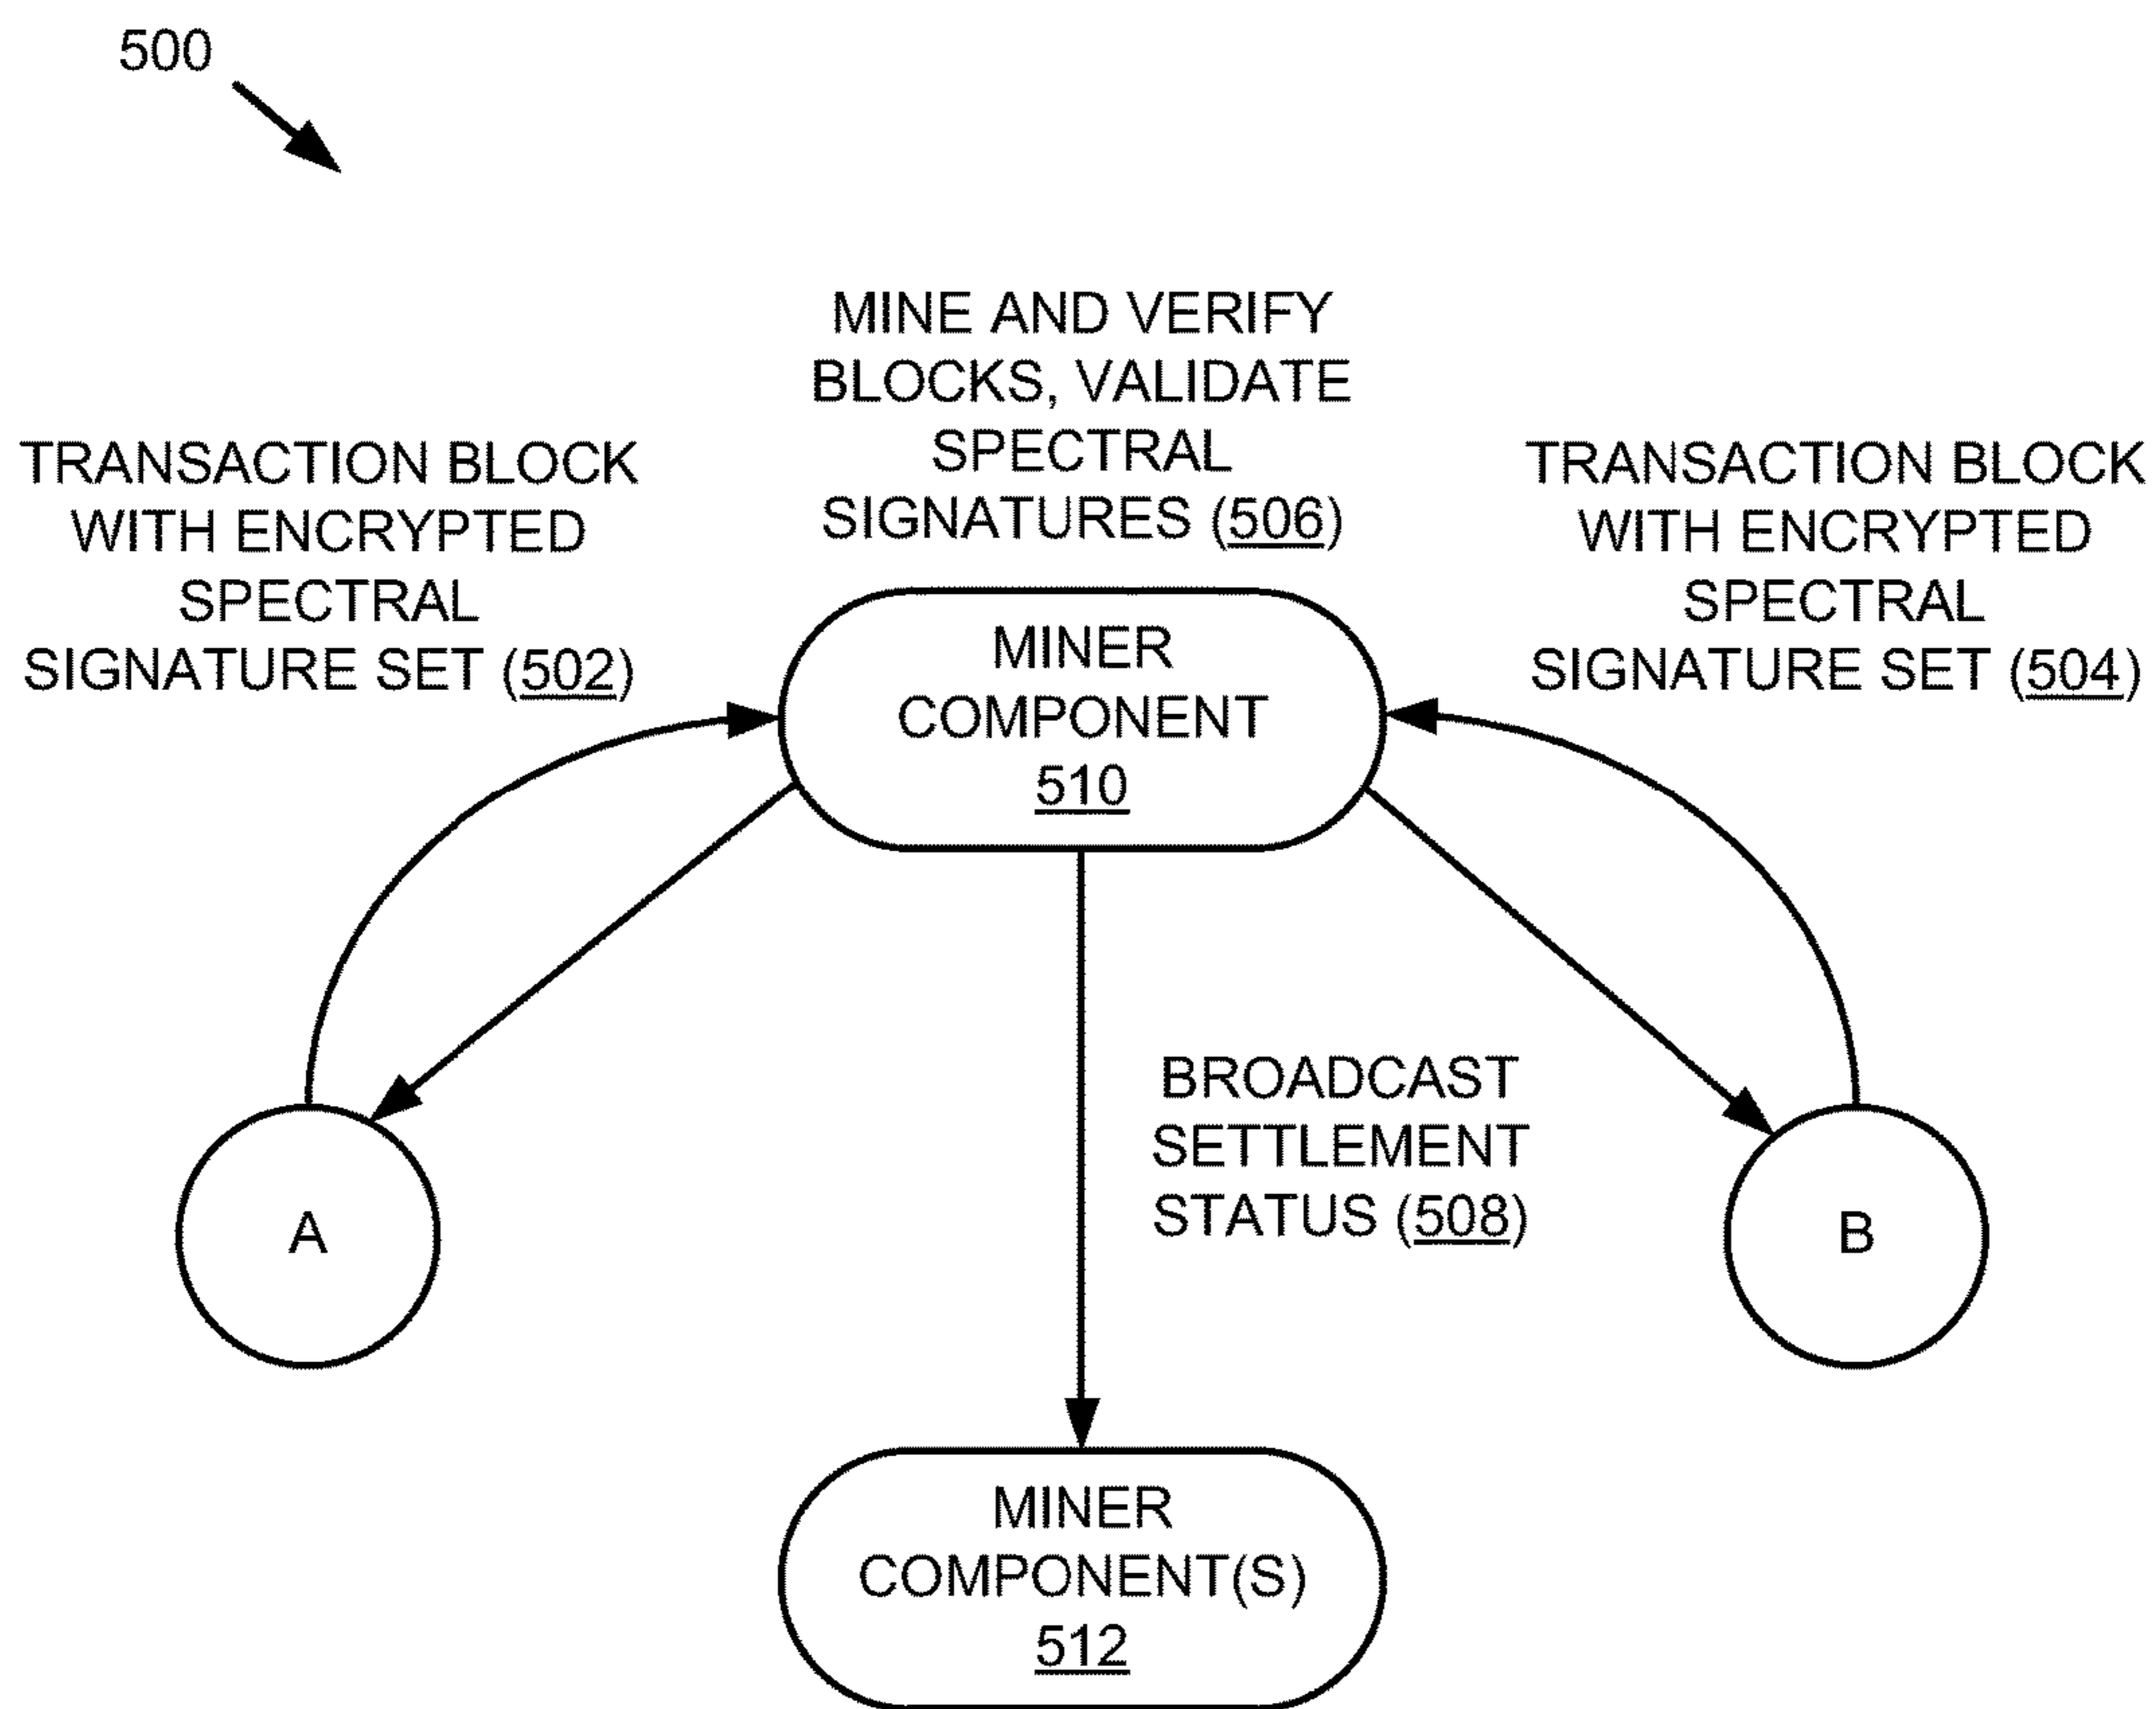 500
MINE AND VERIFY
BLOCKS, VALIDATE
SPECTRAL
SIGNATURES (506)
TRANSACTION BLOCK
WITH ENCRYPTED
SPECTRAL
SIGNATURE SET (502)
TRANSACTION BLOCK
WITH ENCRYPTED
SPECTRAL
SIGNATURE SET (504)
MINER
COMPONENT
510
BROADCAST
SETTLEMENT
STATUS (508)
A
B
MINER
COMPONENT(S)
512